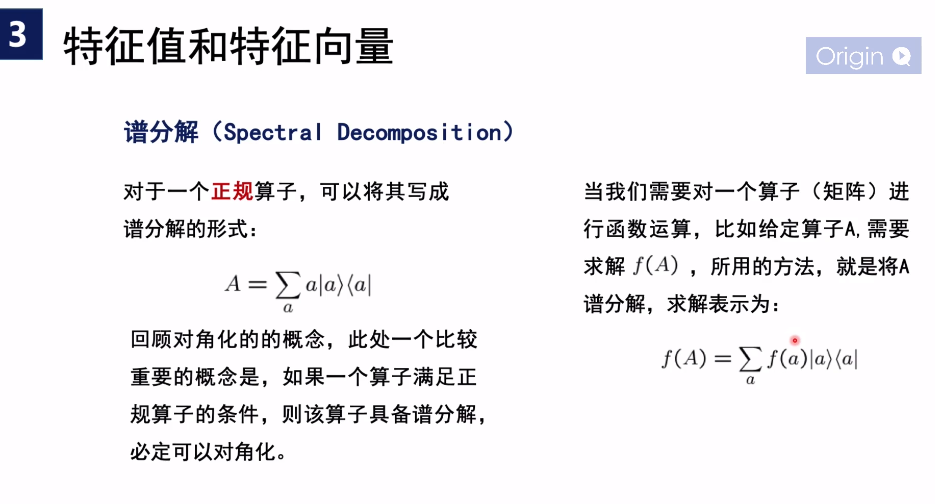 3
特征值和特征向量
Origin
谱分解（Spectral Decomposition）
对于一个正规算子，可以将其写成
谱分解的形式：
A = ∑ a|a⟩⟨a|
a
回顾对角化的的概念，此处一个比较
重要的概念是，如果一个算子满足正
规算子的条件，则该算子具备谱分解，
必定可以对角化。
当我们需要对一个算子（矩阵）进
行函数运算，比如给定算子A,需要
求解 f(A) ，所用的方法，就是将A
谱分解，求解表示为：
f(A) = ∑ f(a)|a⟩⟨a|
a